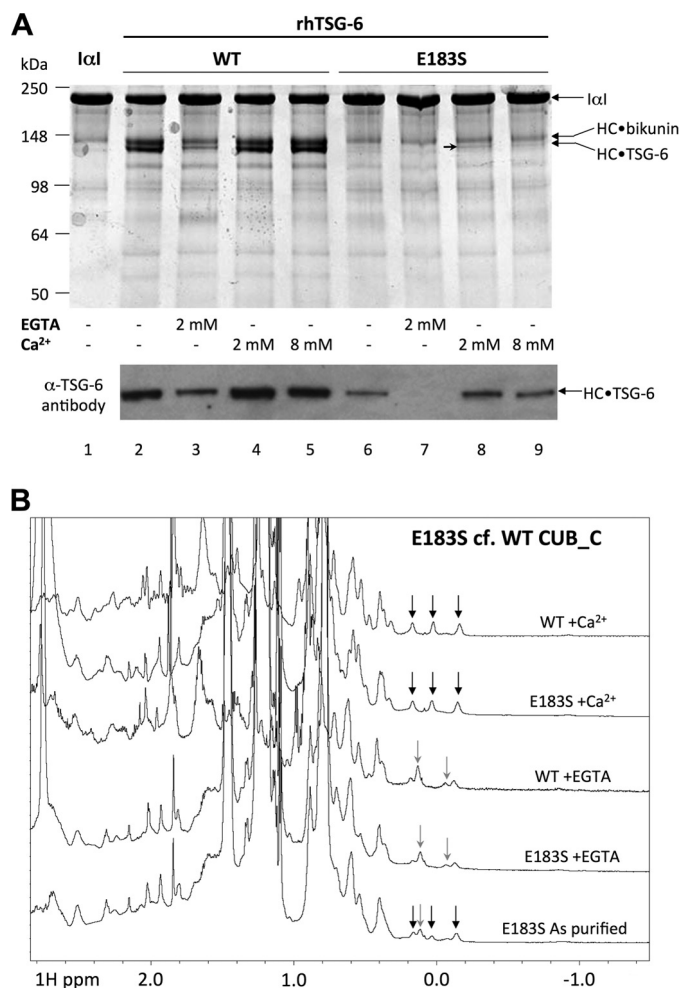 A
rhTSG-6
IαI WT E183S
kDa
250
148
98
64
50
IαI
HC•bikunin
HC•TSG-6
EGTA - - 2 mM - - - 2 mM - -
Ca²⁺ - - - 2 mM 8 mM - - 2 mM 8 mM
α-TSG-6
antibody
HC•TSG-6
1 2 3 4 5 6 7 8 9
B
E183S cf. WT CUB_C
WT +Ca²⁺
E183S +Ca²⁺
WT +EGTA
E183S +EGTA
E183S As purified
1H ppm 2.0 1.0 0.0 -1.0